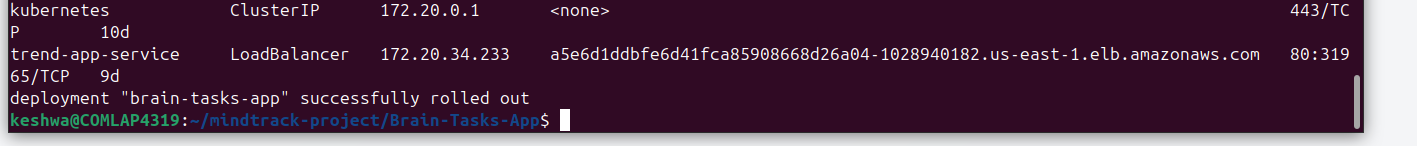 kubernetes ClusterIP 172.20.0.1 <none> 443/TC
P 10d
trend-app-service LoadBalancer 172.20.34.233 a5e6d1ddbfe6d41fca85908668d26a04-1028940182.us-east-1.elb.amazonaws.com 80:319
65/TCP 9d
deployment "brain-tasks-app" successfully rolled out
keshwa@COMLAP4319:~/mindtrack-project/Brain-Tasks-App$